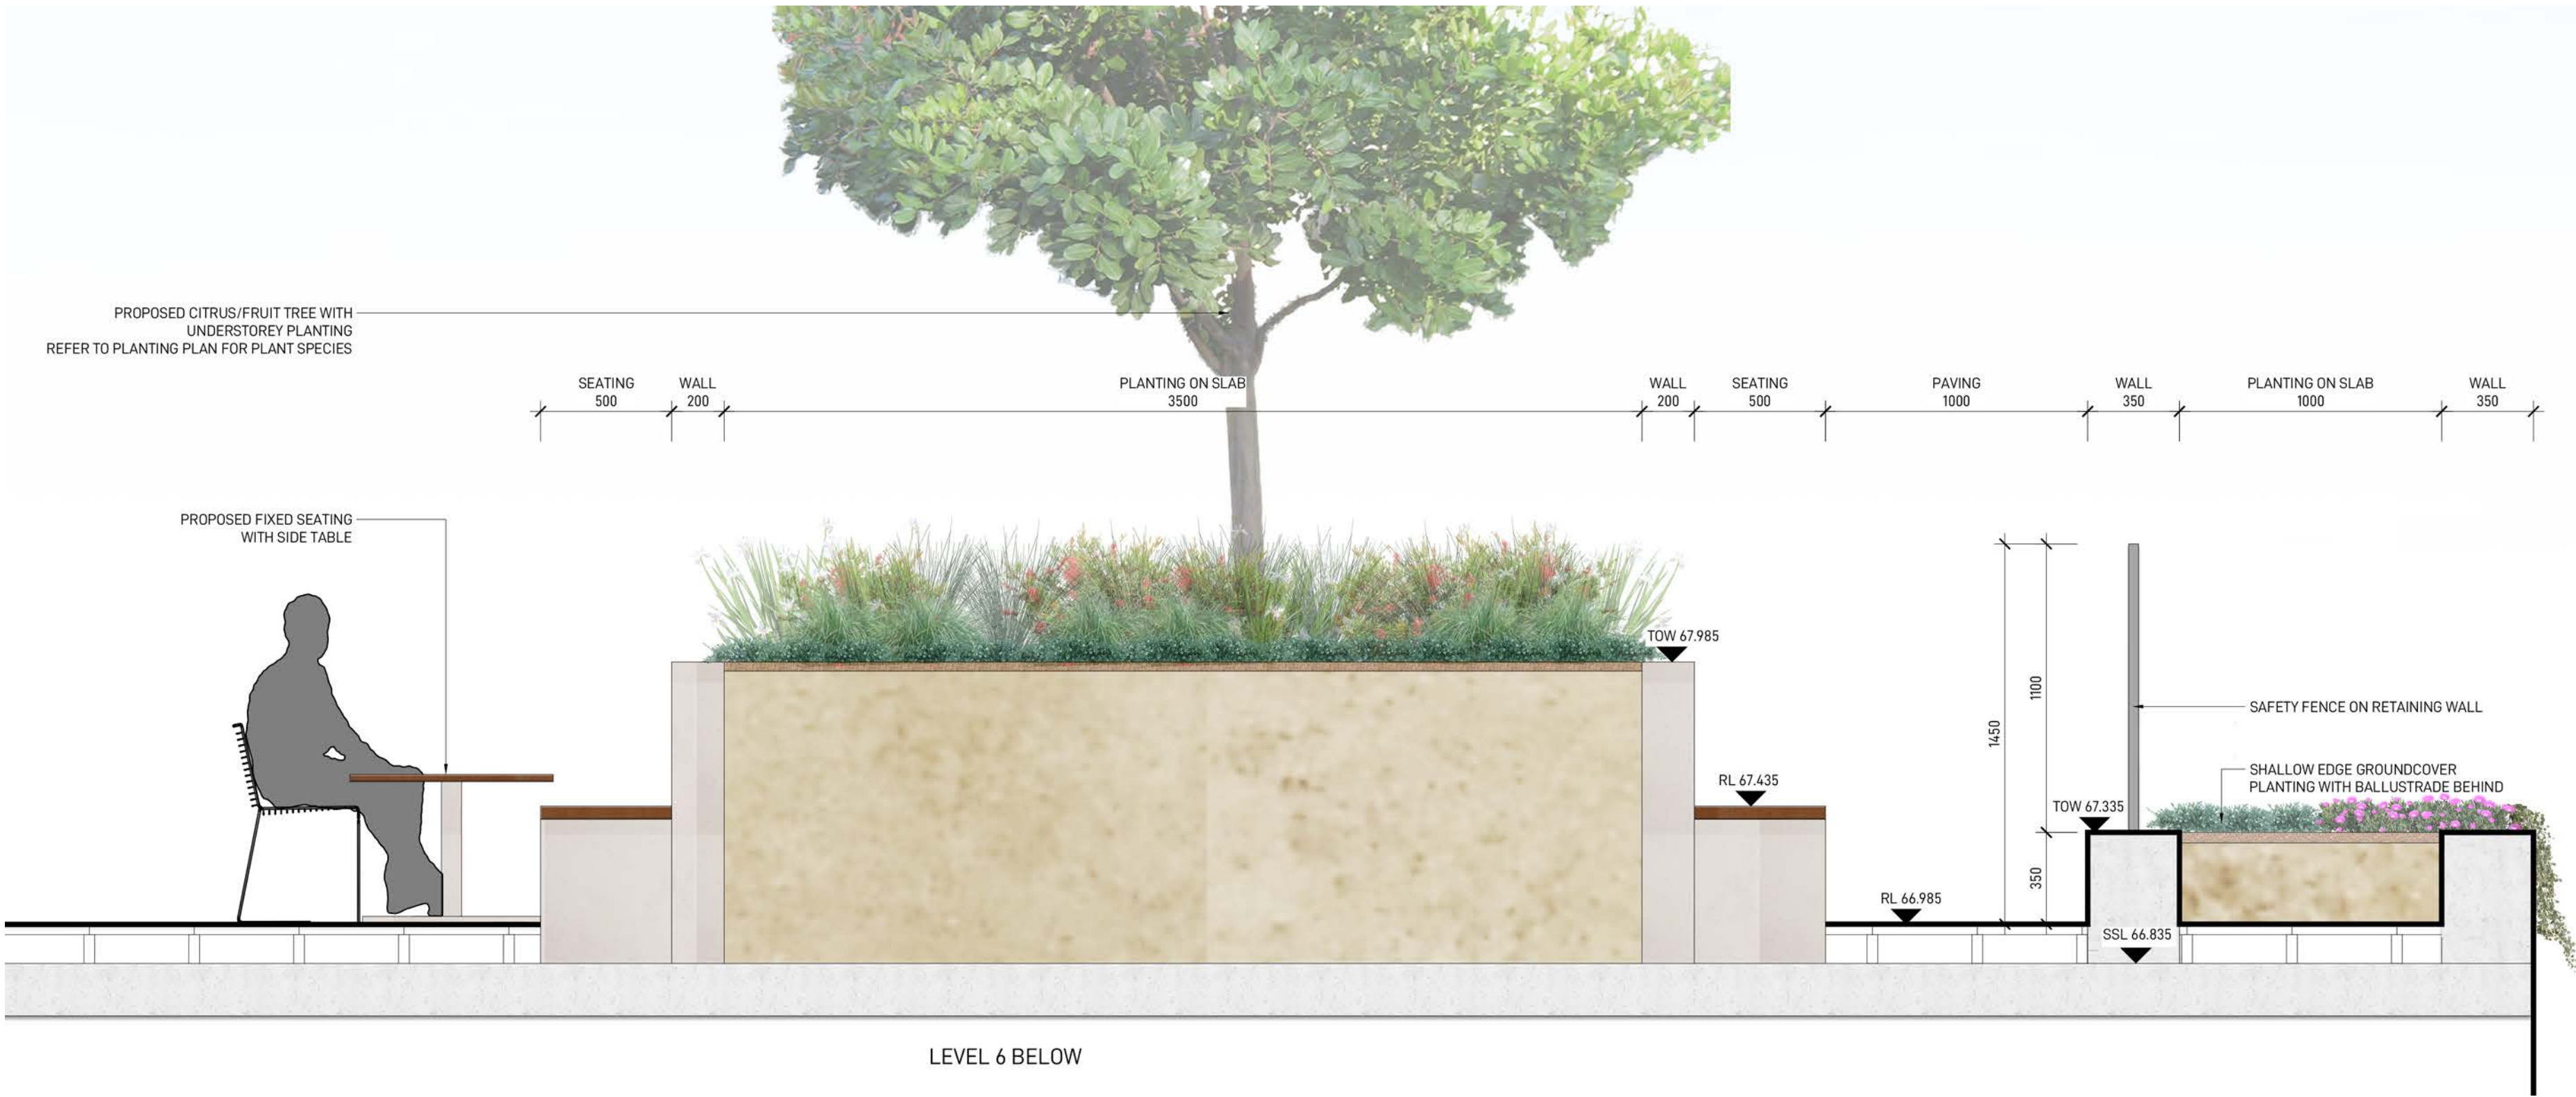 PROPOSED CITRUS/FRUIT TREE WITH
UNDERSTOREY PLANTING
REFER TO PLANTING PLAN FOR PLANT SPECIES
SEATING
500
WALL
200
PLANTING ON SLAB
3500
WALL
200
SEATING
500
PAVING
1000
WALL
350
PLANTING ON SLAB
1000
WALL
350
PROPOSED FIXED SEATING
WITH SIDE TABLE
TOW 67.985
1100
1450
SAFETY FENCE ON RETAINING WALL
RL 67.435
SHALLOW EDGE GROUNDCOVER
PLANTING WITH BALLUSTRADE BEHIND
TOW 67.335
350
RL 66.985
SSL 66.835
LEVEL 6 BELOW